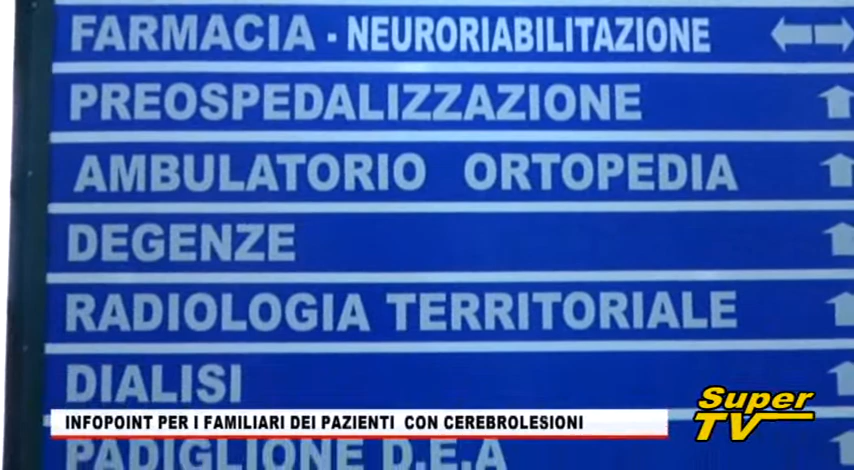 FARMACIA - NEURORIABILITAZIONE
PREOSPEDALIZZAZIONE
AMBULATORIO ORTOPEDIA
DEGENZE
RADIOLOGIA TERRITORIALE
DIALISI
INFOPOINT PER I FAMILIARI DEI PAZIENTI CON CEREBROLESIONI
PADIGLIONE D.E.A
Super
TV